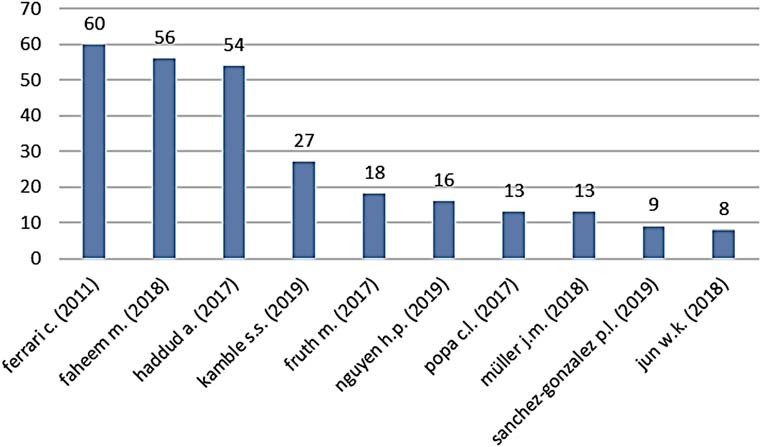 70
60
50
40
30
20
10
0
60
56
54
27
18
16
13
13
9
8
ferrari c. (2011)
faheem m. (2018)
haddud a. (2017)
kamble s.s. (2019)
fruth m. (2017)
nguyen h.p. (2019)
popa c.l. (2017)
müller j.m. (2018)
sanchez-gonzalez p.l. (2019)
jun w.k. (2018)